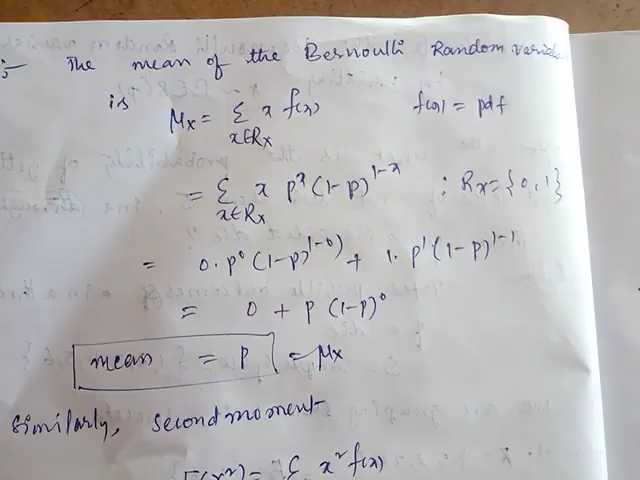 :- The mean of the Bernoulli Random variab
is μx = Σ x f(x) f(x) = pdf
x∈Rx
= Σ x p^x (1-p)^1-x ; Rx = {0,1}
x∈Rx
= 0. p^0 (1-p)^1-0) + 1. p^1 (1-p)^1-1
= 0 + p (1-p)^0
mean = p = μx
Similarly, second moment
E(x²) = Σ x² f(x)